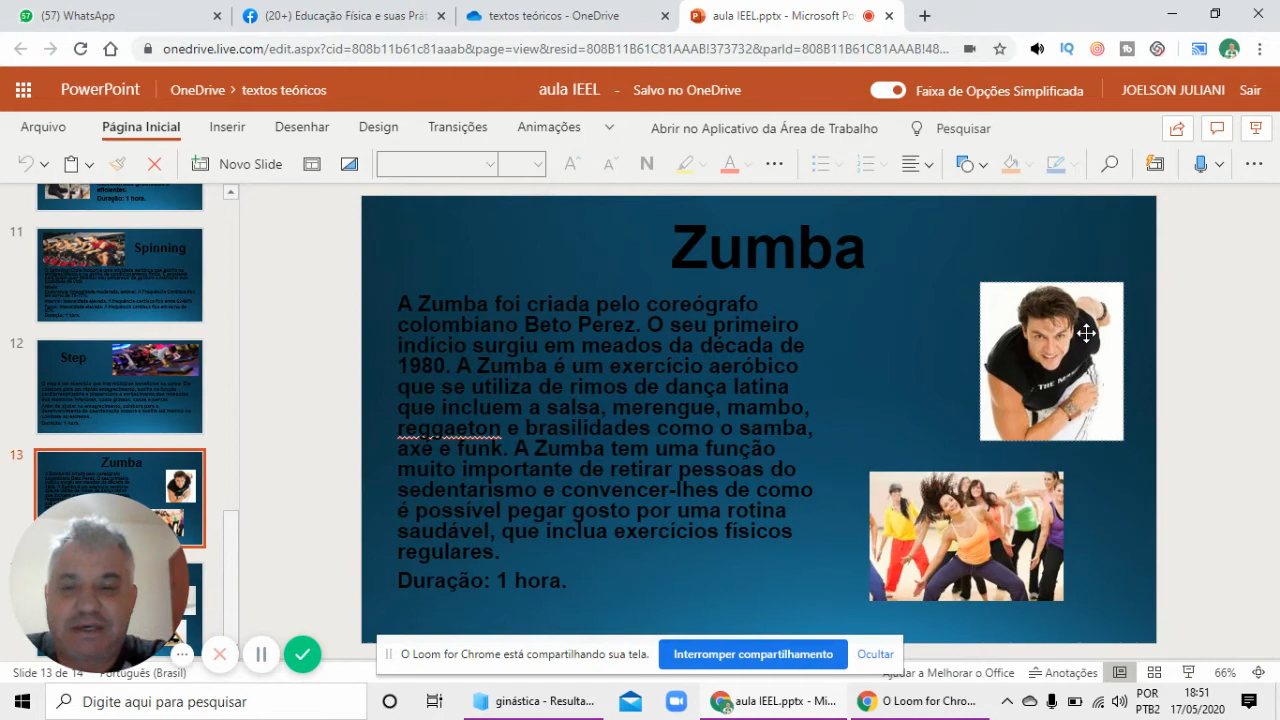 (57) WhatsApp
(20+) Educação Física e suas Prát
textos teóricos - OneDrive
aula IEEL.pptx - Microsoft Po
onedrive.live.com/edit.aspx?cid=808b11b61c81aaab&page=view&resid=808B11B61C81AAAB!373732&parId=808B11B61C81AAAB!48...
PowerPoint
OneDrive > textos teóricos
aula IEEL - Salvo no OneDrive
Faixa de Opções Simplificada
JOELSON JULIANI
Sair
Arquivo
Página Inicial
Inserir
Desenhar
Design
Transições
Animações
Abrir no Aplicativo da Área de Trabalho
Pesquisar
Novo Slide
N
A
eficientes.
Duração: 1 hora.
11
Spinning
12
Step
13
Zumba
Zumba
A Zumba foi criada pelo coreógrafo
colombiano Beto Perez. O seu primeiro
indício surgiu em meados da década de
1980. A Zumba é um exercício aeróbico
que se utiliza de ritmos de dança latina
que incluem a salsa, merengue, mambo,
reggaeton e brasilidades como o samba,
axé e funk. A Zumba tem uma função
muito importante de retirar pessoas do
sedentarismo e convencer-lhes de como
é possível pegar gosto por uma rotina
saudável, que inclua exercícios físicos
regulares.
Duração: 1 hora.
O Loom for Chrome está compartilhando sua tela.
Interromper compartilhamento
Ocultar
Slide 13 de 14
Português (Brasil)
Ajudar a Melhorar o Office
Anotações
66%
Digite aqui para pesquisar
ginástica - Resulta...
aula IEEL.pptx - Mi...
O Loom for Chro...
POR
PTB2
18:51
17/05/2020